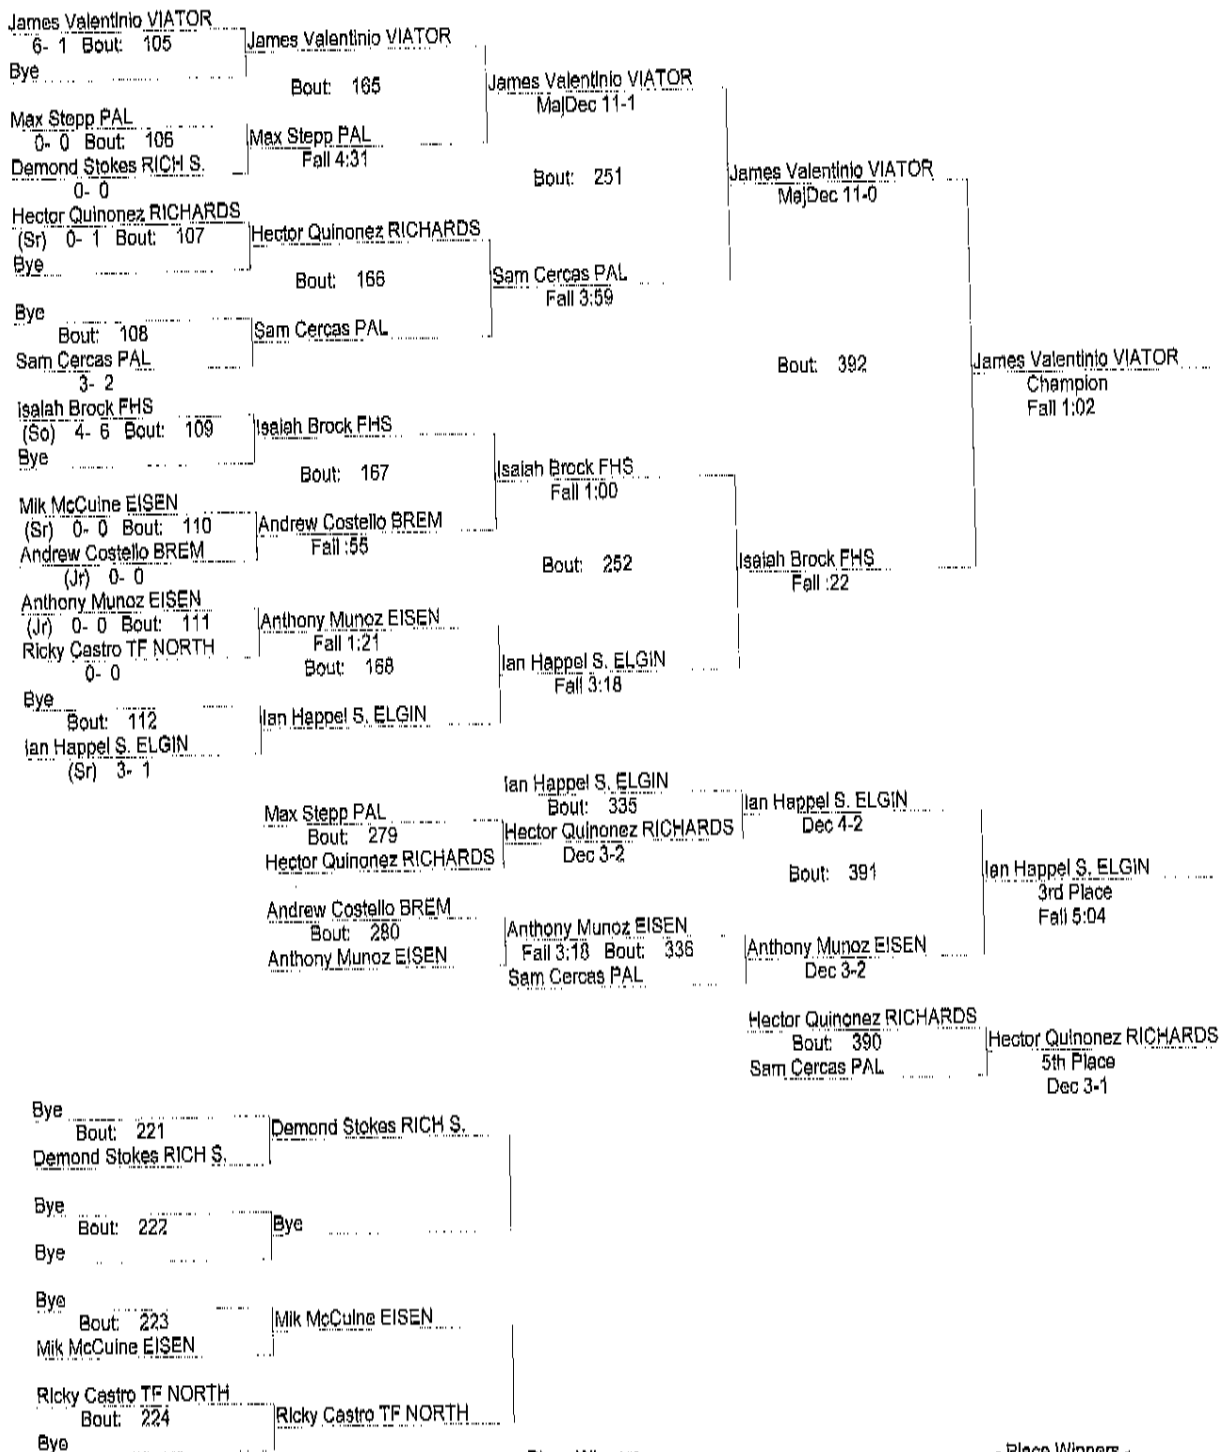 James Valentinio VIATOR
6- 1 Bout: 105
Bye
James Valentinio VIATOR
Bout: 165
Max Stepp PAL
0- 0 Bout: 106
Demond Stokes RICH S.
0- 0
Max Stepp PAL
Fall 4:31
James Valentinio VIATOR
MajDec 11-1
Bout: 251
Hector Quinonez RICHARDS
(Sr) 0- 1 Bout: 107
Bye
Hector Quinonez RICHARDS
Bout: 166
Bye
Bout: 108
Sam Cercas PAL
3- 2
Sam Cercas PAL
Sam Cercas PAL
Fall 3:59
James Valentinio VIATOR
MajDec 11-0
Bout: 392
James Valentinio VIATOR
Champion
Fall 1:02
Isaiah Brock FHS
(So) 4- 6 Bout: 109
Bye
Isaiah Brock FHS
Bout: 167
Mik McCuine EISEN
(Sr) 0- 0 Bout: 110
Andrew Costello BREM
(Jr) 0- 0
Andrew Costello BREM
Fall :55
Isaiah Brock FHS
Fall 1:00
Bout: 252
Isaiah Brock FHS
Fall :22
Anthony Munoz EISEN
(Jr) 0- 0 Bout: 111
Ricky Castro TF NORTH
0- 0
Anthony Munoz EISEN
Fall 1:21
Bout: 168
Bye
Bout: 112
Ian Happel S. ELGIN
(Sr) 3- 1
Ian Happel S. ELGIN
Ian Happel S. ELGIN
Fall 3:18
Max Stepp PAL
Bout: 279
Hector Quinonez RICHARDS
Ian Happel S. ELGIN
Bout: 335
Hector Quinonez RICHARDS
Dec 3-2
Ian Happel S. ELGIN
Dec 4-2
Bout: 391
Ian Happel S. ELGIN
3rd Place
Fall 5:04
Andrew Costello BREM
Bout: 280
Anthony Munoz EISEN
Anthony Munoz EISEN
Fall 3:18 Bout: 336
Sam Cercas PAL
Anthony Munoz EISEN
Dec 3-2
Hector Quinonez RICHARDS
Bout: 390
Sam Cercas PAL
Hector Quinonez RICHARDS
5th Place
Dec 3-1
Bye
Bout: 221
Demond Stokes RICH S.
Demond Stokes RICH S.
Bye
Bout: 222
Bye
Bye
Bye
Bout: 223
Mik McCuine EISEN
Mik McCuine EISEN
Ricky Castro TF NORTH
Bout: 224
Bye
Ricky Castro TF NORTH
Place Winners